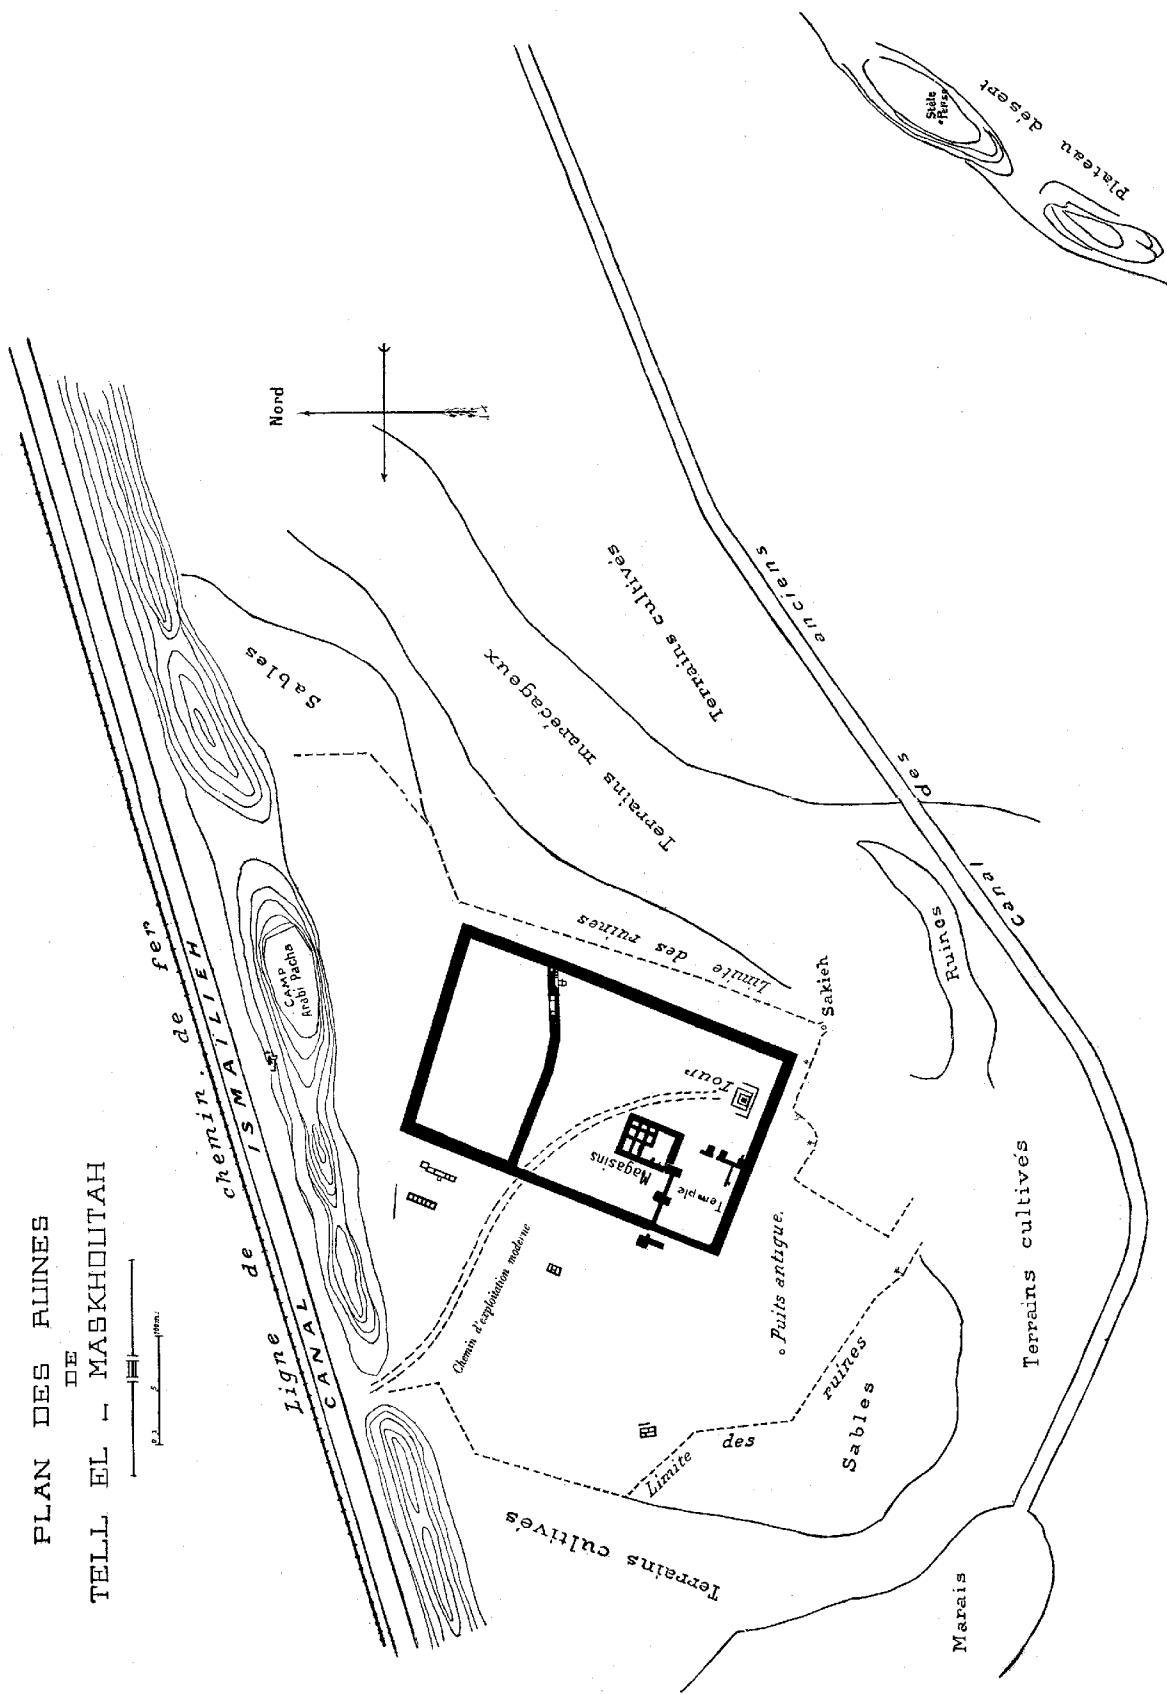 PLAN DES RUINES
DE
TELL EL - MASKHOUTAH
Ligne de chemin de fer
CANAL ISMAÏLIEH
CAMP
Arabi Pacha
Sables
Nord
Stèle
Perse
Plateau désert
Terrains cultivés
Terrains marécageux
Limite des ruines
Chemin d'exploitation moderne
Magasins
Tour
Temple
Sakieh
Puits antique.
Ruines
Canal des anciens
Limite des ruines
Sables
Terrains cultivés
Terrains cultivés
Marais